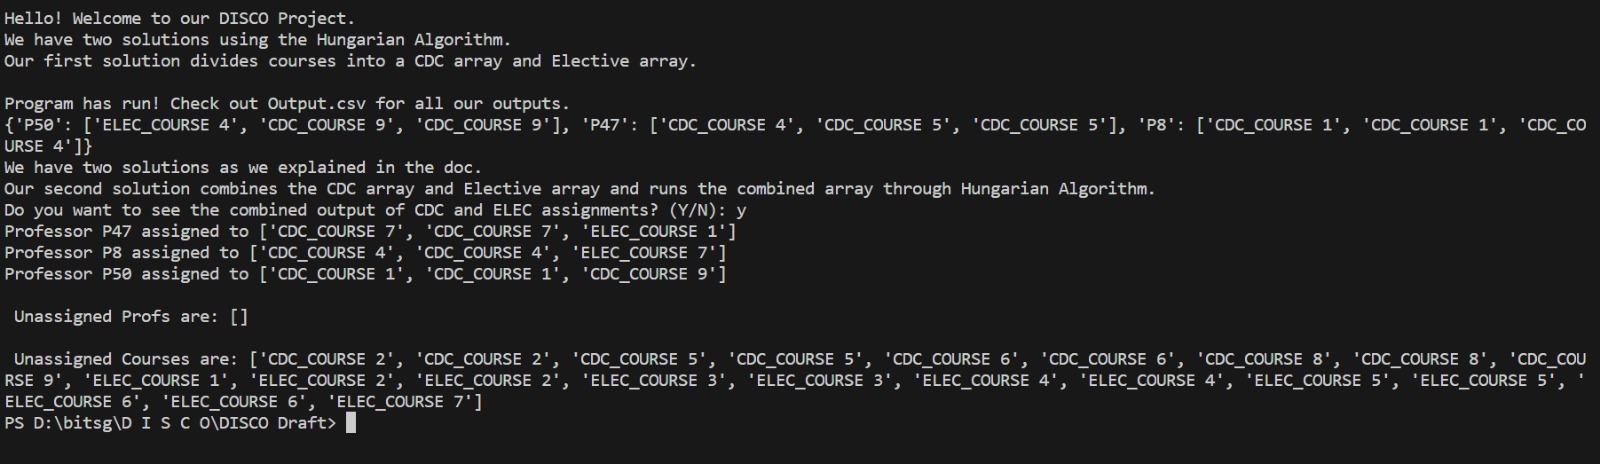 Hello! Welcome to our DISCO Project.
We have two solutions using the Hungarian Algorithm.
Our first solution divides courses into a CDC array and Elective array.
Program has run! Check out Output.csv for all our outputs.
{'P50': ['ELEC_COURSE 4', 'CDC_COURSE 9', 'CDC_COURSE 9'], 'P47': ['CDC_COURSE 4', 'CDC_COURSE 5', 'CDC_COURSE 5'], 'P8': ['CDC_COURSE 1', 'CDC_COURSE 1', 'CDC_CO
URSE 4']}
We have two solutions as we explained in the doc.
Our second solution combines the CDC array and Elective array and runs the combined array through Hungarian Algorithm.
Do you want to see the combined output of CDC and ELEC assignments? (Y/N): y
Professor P47 assigned to ['CDC_COURSE 7', 'CDC_COURSE 7', 'ELEC_COURSE 1']
Professor P8 assigned to ['CDC_COURSE 4', 'CDC_COURSE 4', 'ELEC_COURSE 7']
Professor P50 assigned to ['CDC_COURSE 1', 'CDC_COURSE 1', 'CDC_COURSE 9']
Unassigned Profs are: []
Unassigned Courses are: ['CDC_COURSE 2', 'CDC_COURSE 2', 'CDC_COURSE 5', 'CDC_COURSE 5', 'CDC_COURSE 6', 'CDC_COURSE 6', 'CDC_COURSE 8', 'CDC_COURSE 8', 'CDC_COU
RSE 9', 'ELEC_COURSE 1', 'ELEC_COURSE 2', 'ELEC_COURSE 2', 'ELEC_COURSE 3', 'ELEC_COURSE 3', 'ELEC_COURSE 4', 'ELEC_COURSE 4', 'ELEC_COURSE 5', 'ELEC_COURSE 5', '
ELEC_COURSE 6', 'ELEC_COURSE 6', 'ELEC_COURSE 7']
PS D:\bitsg\D I S C O\DISCO Draft>